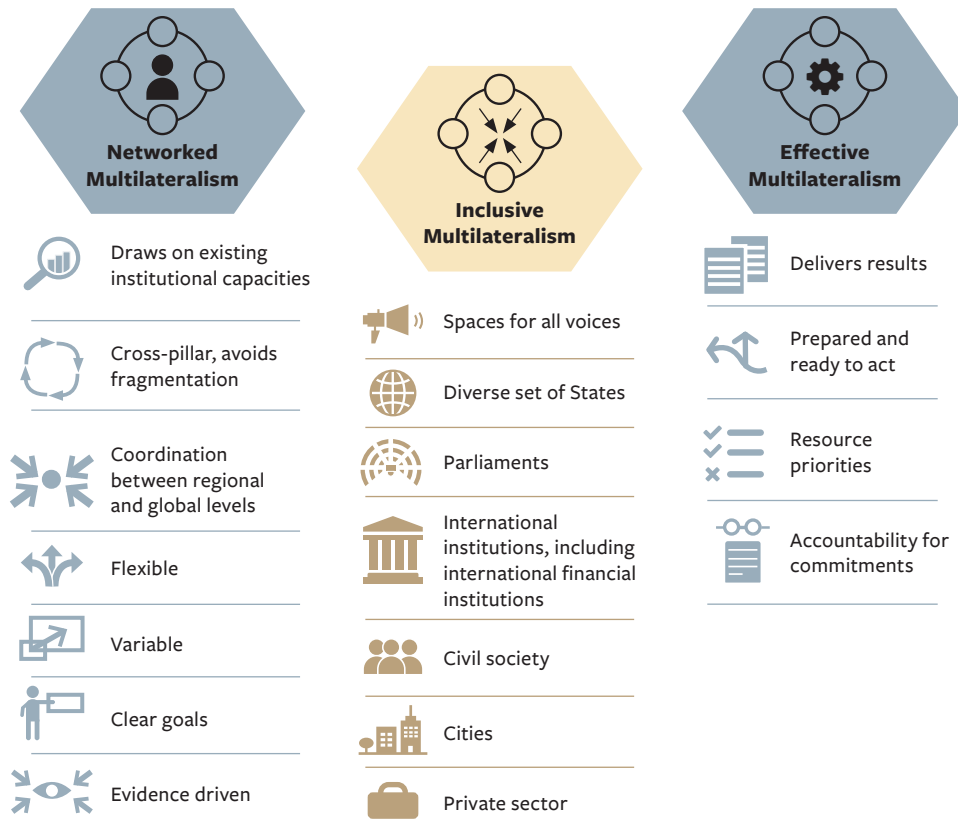 Networked
Multilateralism
Draws on existing
institutional capacities
Cross-pillar, avoids
fragmentation
Coordination
between regional
and global levels
Flexible
Variable
Clear goals
Evidence driven
Inclusive
Multilateralism
Spaces for all voices
Diverse set of States
Parliaments
International
institutions, including
international financial
institutions
Civil society
Cities
Private sector
Effective
Multilateralism
Delivers results
Prepared and
ready to act
Resource
priorities
Accountability for
commitments